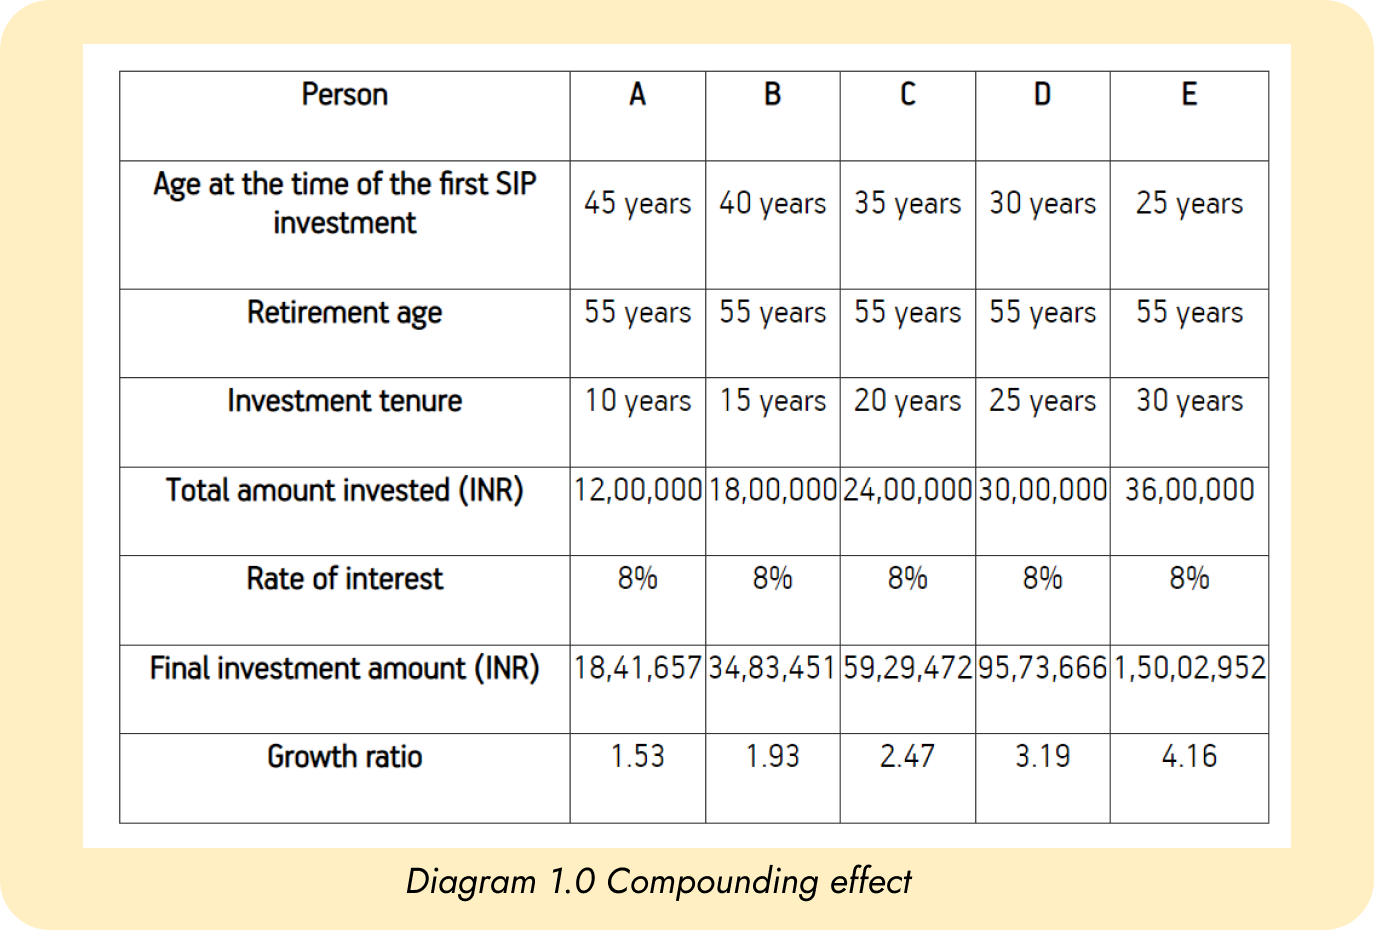 Person A B C D E
Age at the time of the first SIP
investment 45 years 40 years 35 years 30 years 25 years
Retirement age 55 years 55 years 55 years 55 years 55 years
Investment tenure 10 years 15 years 20 years 25 years 30 years
Total amount invested (INR) 12,00,000 18,00,000 24,00,000 30,00,000 36,00,000
Rate of interest 8% 8% 8% 8% 8%
Final investment amount (INR) 18,41,657 34,83,451 59,29,472 95,73,666 1,50,02,952
Growth ratio 1.53 1.93 2.47 3.19 4.16
Diagram 1.0 Compounding effect